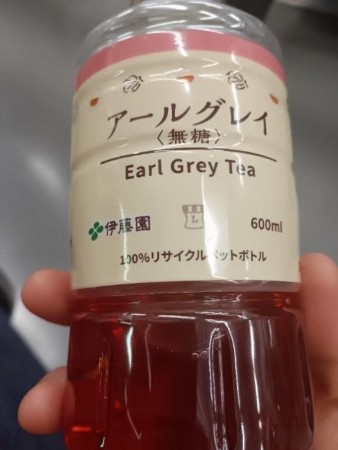 アールグレイ
〈無糖〉
Earl Grey Tea
伊藤園
L
600ml
100%リサイクルペットボトル